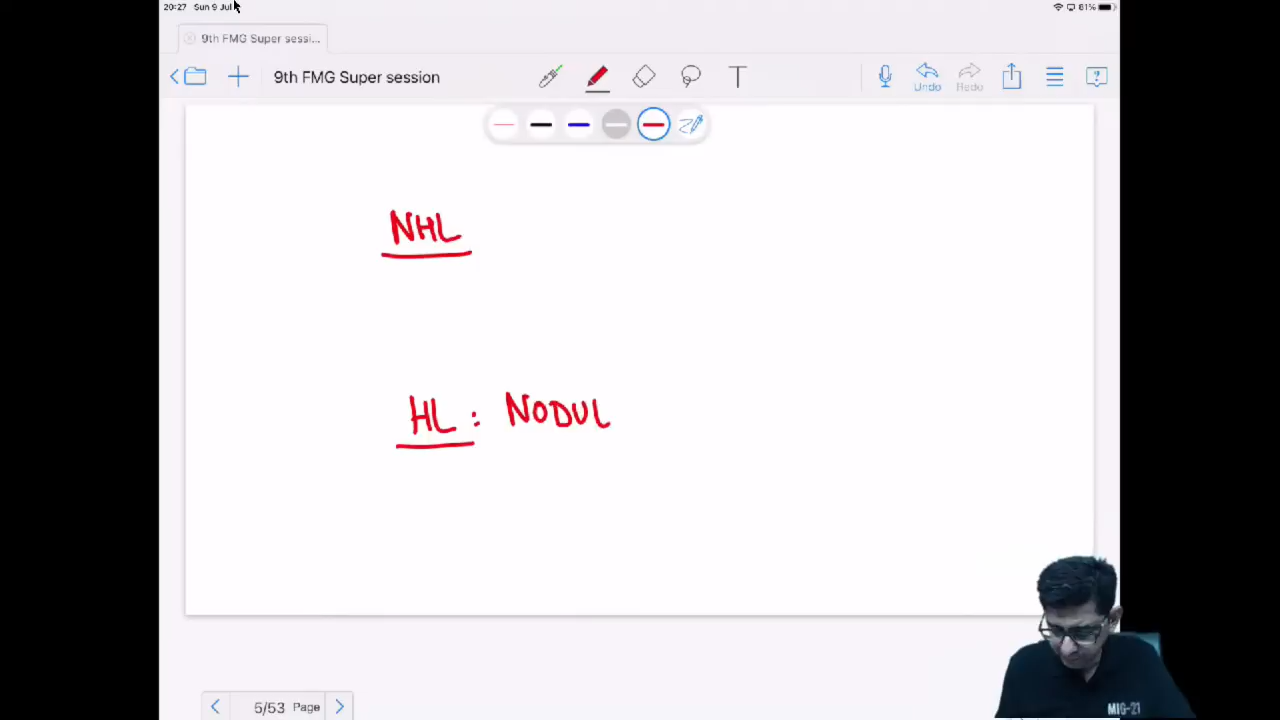 20:27 Sun 9 Jul
81%
9th FMG Super sessi...
9th FMG Super session
T
Undo
Redo
?
NHL
HL : NODUL
5/53 Page
MIG-21